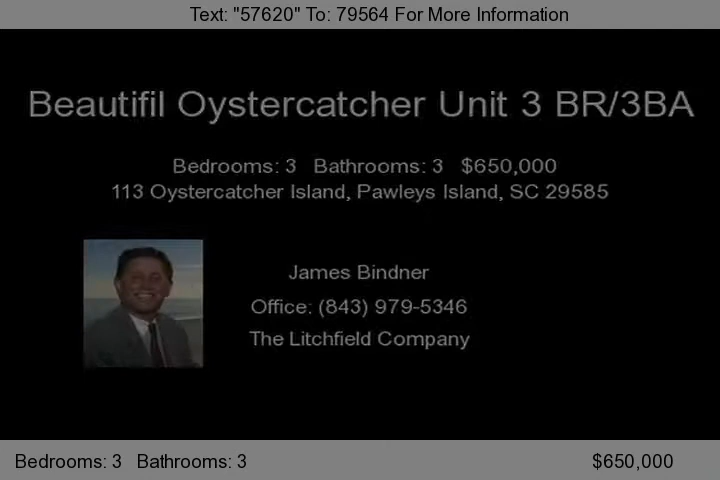 Text: "57620" To: 79564 For More Information
Beautifil Oystercatcher Unit 3 BR/3BA
Bedrooms: 3 Bathrooms: 3 $650,000
113 Oystercatcher Island, Pawleys Island, SC 29585
James Bindner
Office: (843) 979-5346
The Litchfield Company
Bedrooms: 3 Bathrooms: 3 $650,000